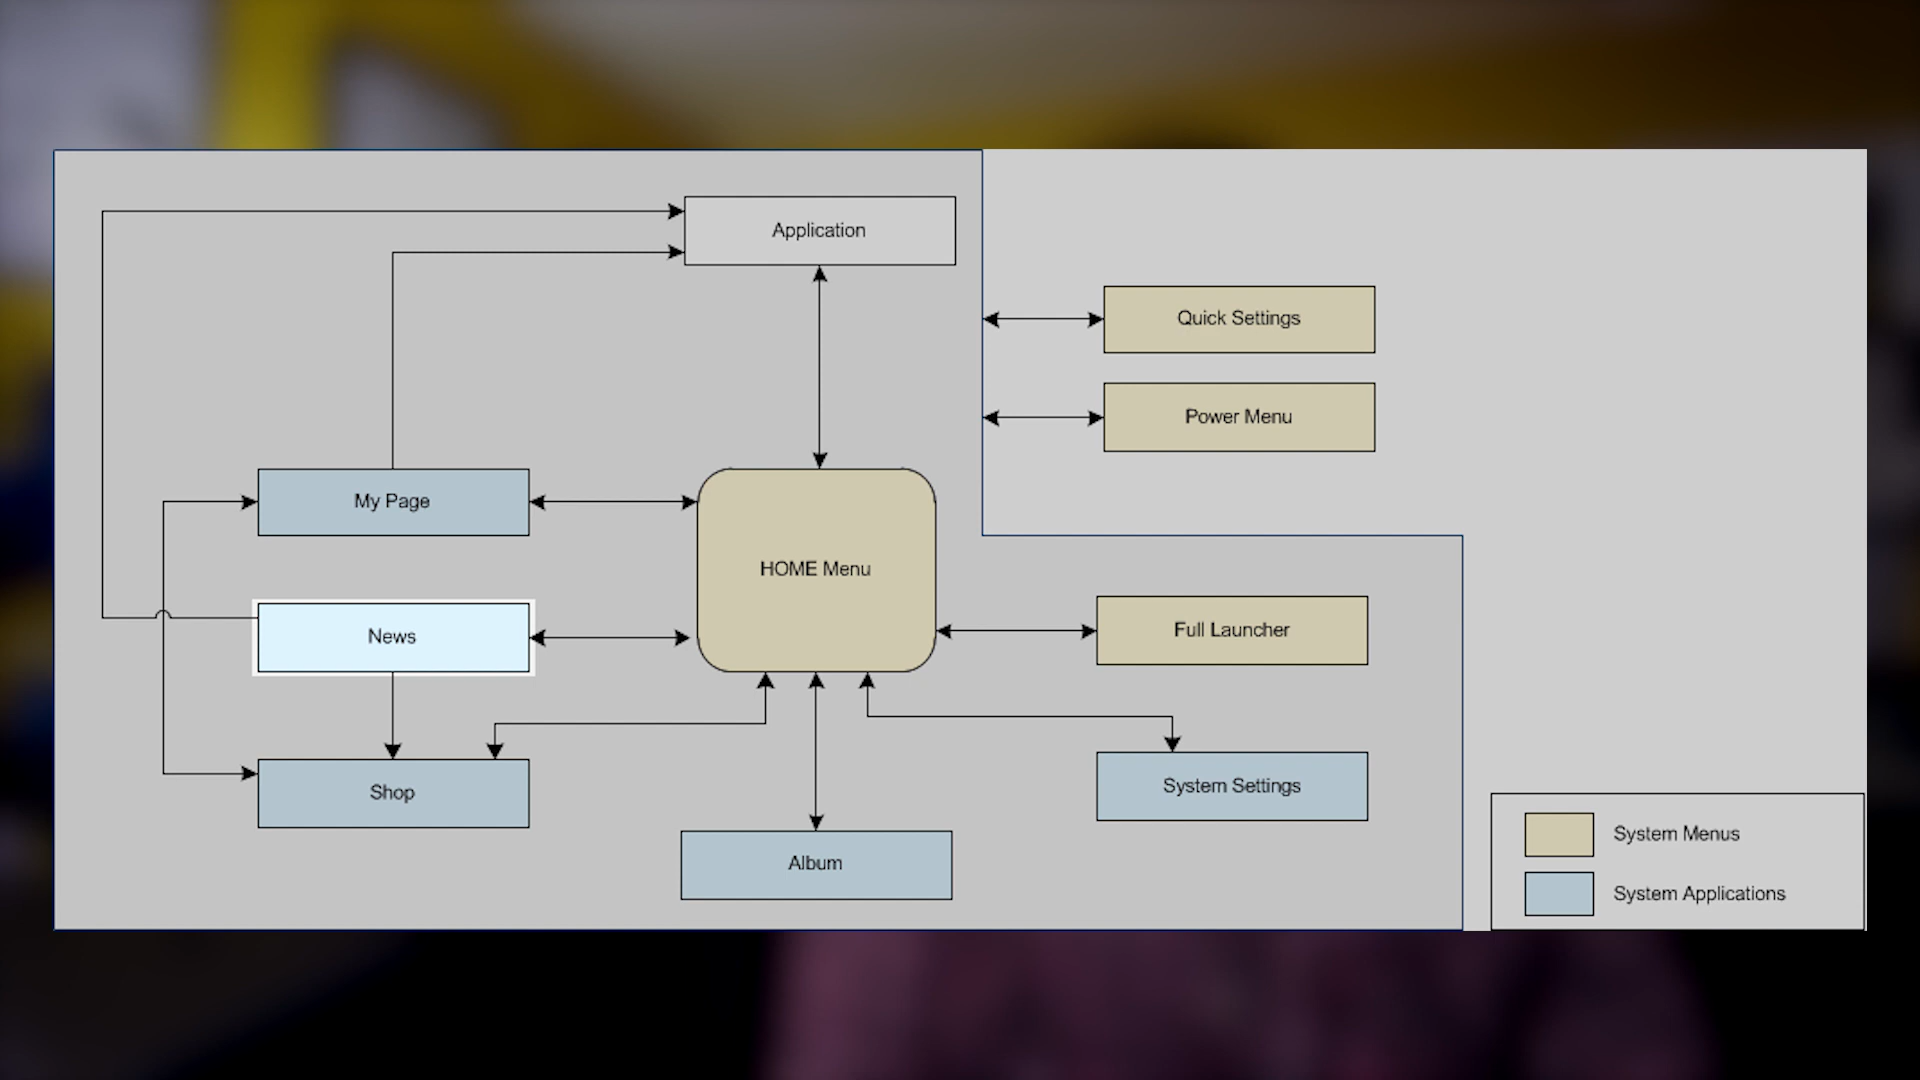 Application
Quick Settings
Power Menu
My Page
HOME Menu
News
Full Launcher
Shop
System Settings
Album
System Menus
System Applications